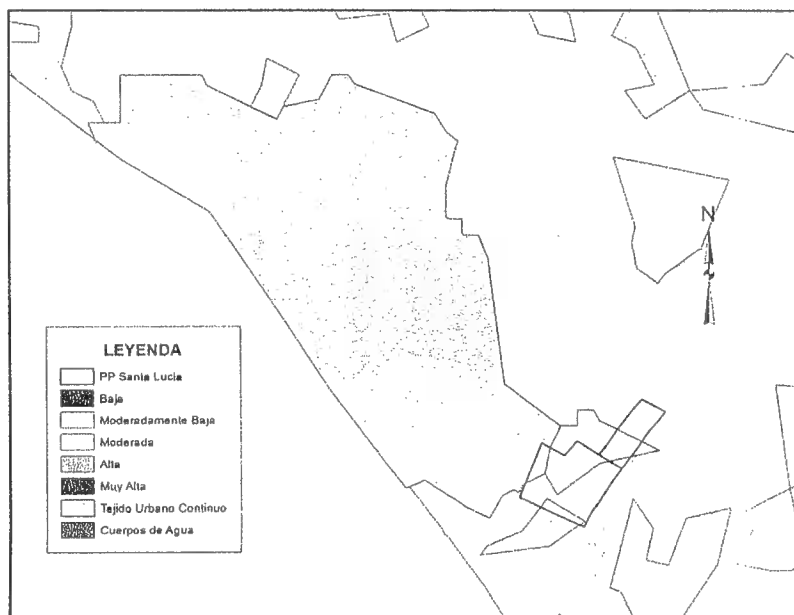 N
LEYENDA
PP Santa Lucia
Baja
Moderadamente Baja
Moderada
Alta
Muy Alta
Tejido Urbano Continuo
Cuerpos de Agua